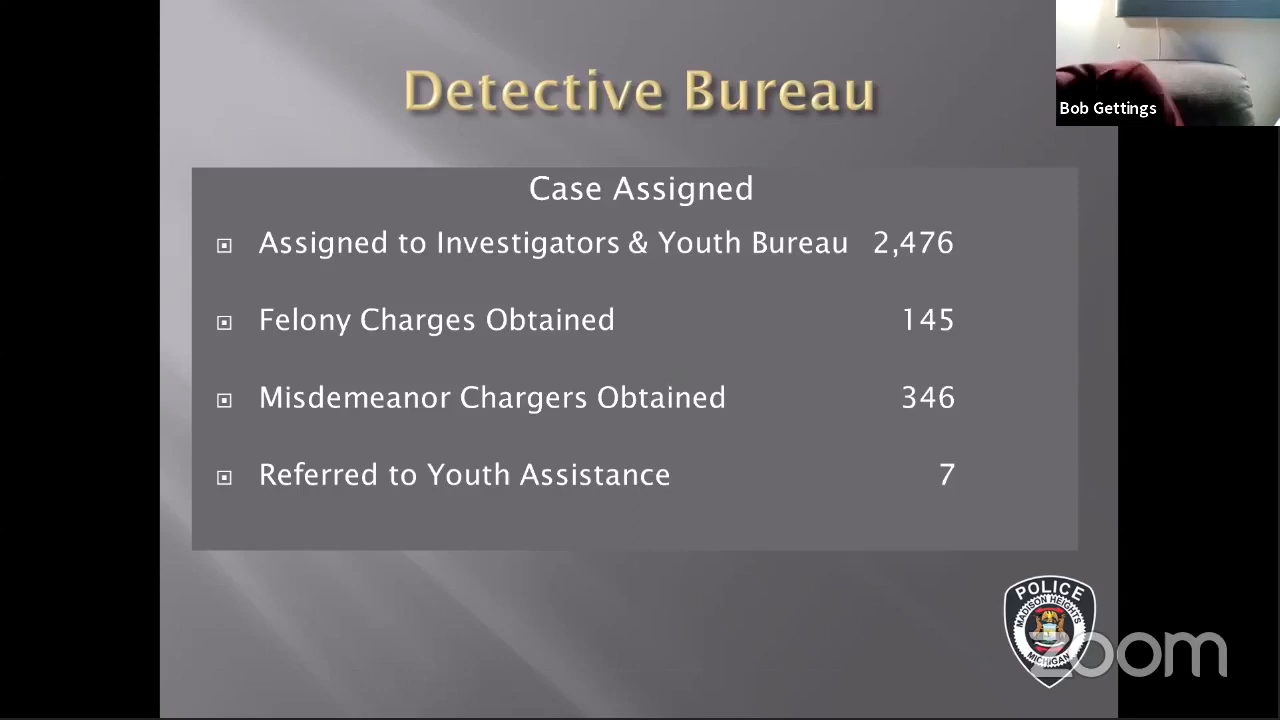 Detective Bureau
Bob Gettings
Case Assigned
Assigned to Investigators & Youth Bureau 2,476
Felony Charges Obtained 145
Misdemeanor Chargers Obtained 346
Referred to Youth Assistance 7
POLICE
MADISON HEIGHTS
MICHIGAN
zoom